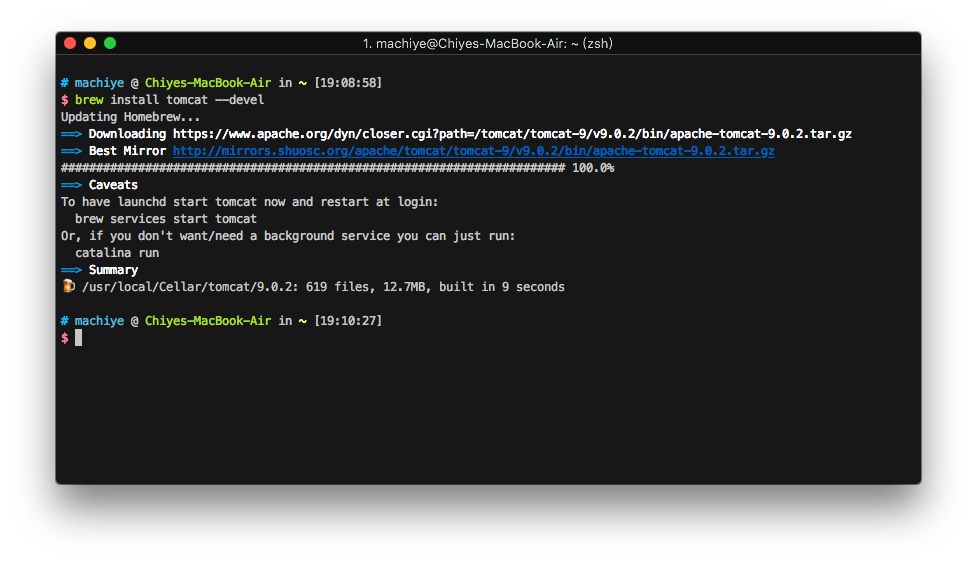 1. machiye@Chiyes-MacBook-Air: ~ (zsh)
# machiye @ Chiyes-MacBook-Air in ~ [19:08:58]
$ brew install tomcat --devel
Updating Homebrew...
==> Downloading https://www.apache.org/dyn/closer.cgi?path=/tomcat/tomcat-9/v9.0.2/bin/apache-tomcat-9.0.2.tar.gz
==> Best Mirror http://mirrors.shuosc.org/apache/tomcat/tomcat-9/v9.0.2/bin/apache-tomcat-9.0.2.tar.gz
######################################################################## 100.0%
==> Caveats
To have launchd start tomcat now and restart at login:
  brew services start tomcat
Or, if you don't want/need a background service you can just run:
  catalina run
==> Summary
🍺 /usr/local/Cellar/tomcat/9.0.2: 619 files, 12.7MB, built in 9 seconds
# machiye @ Chiyes-MacBook-Air in ~ [19:10:27]
$